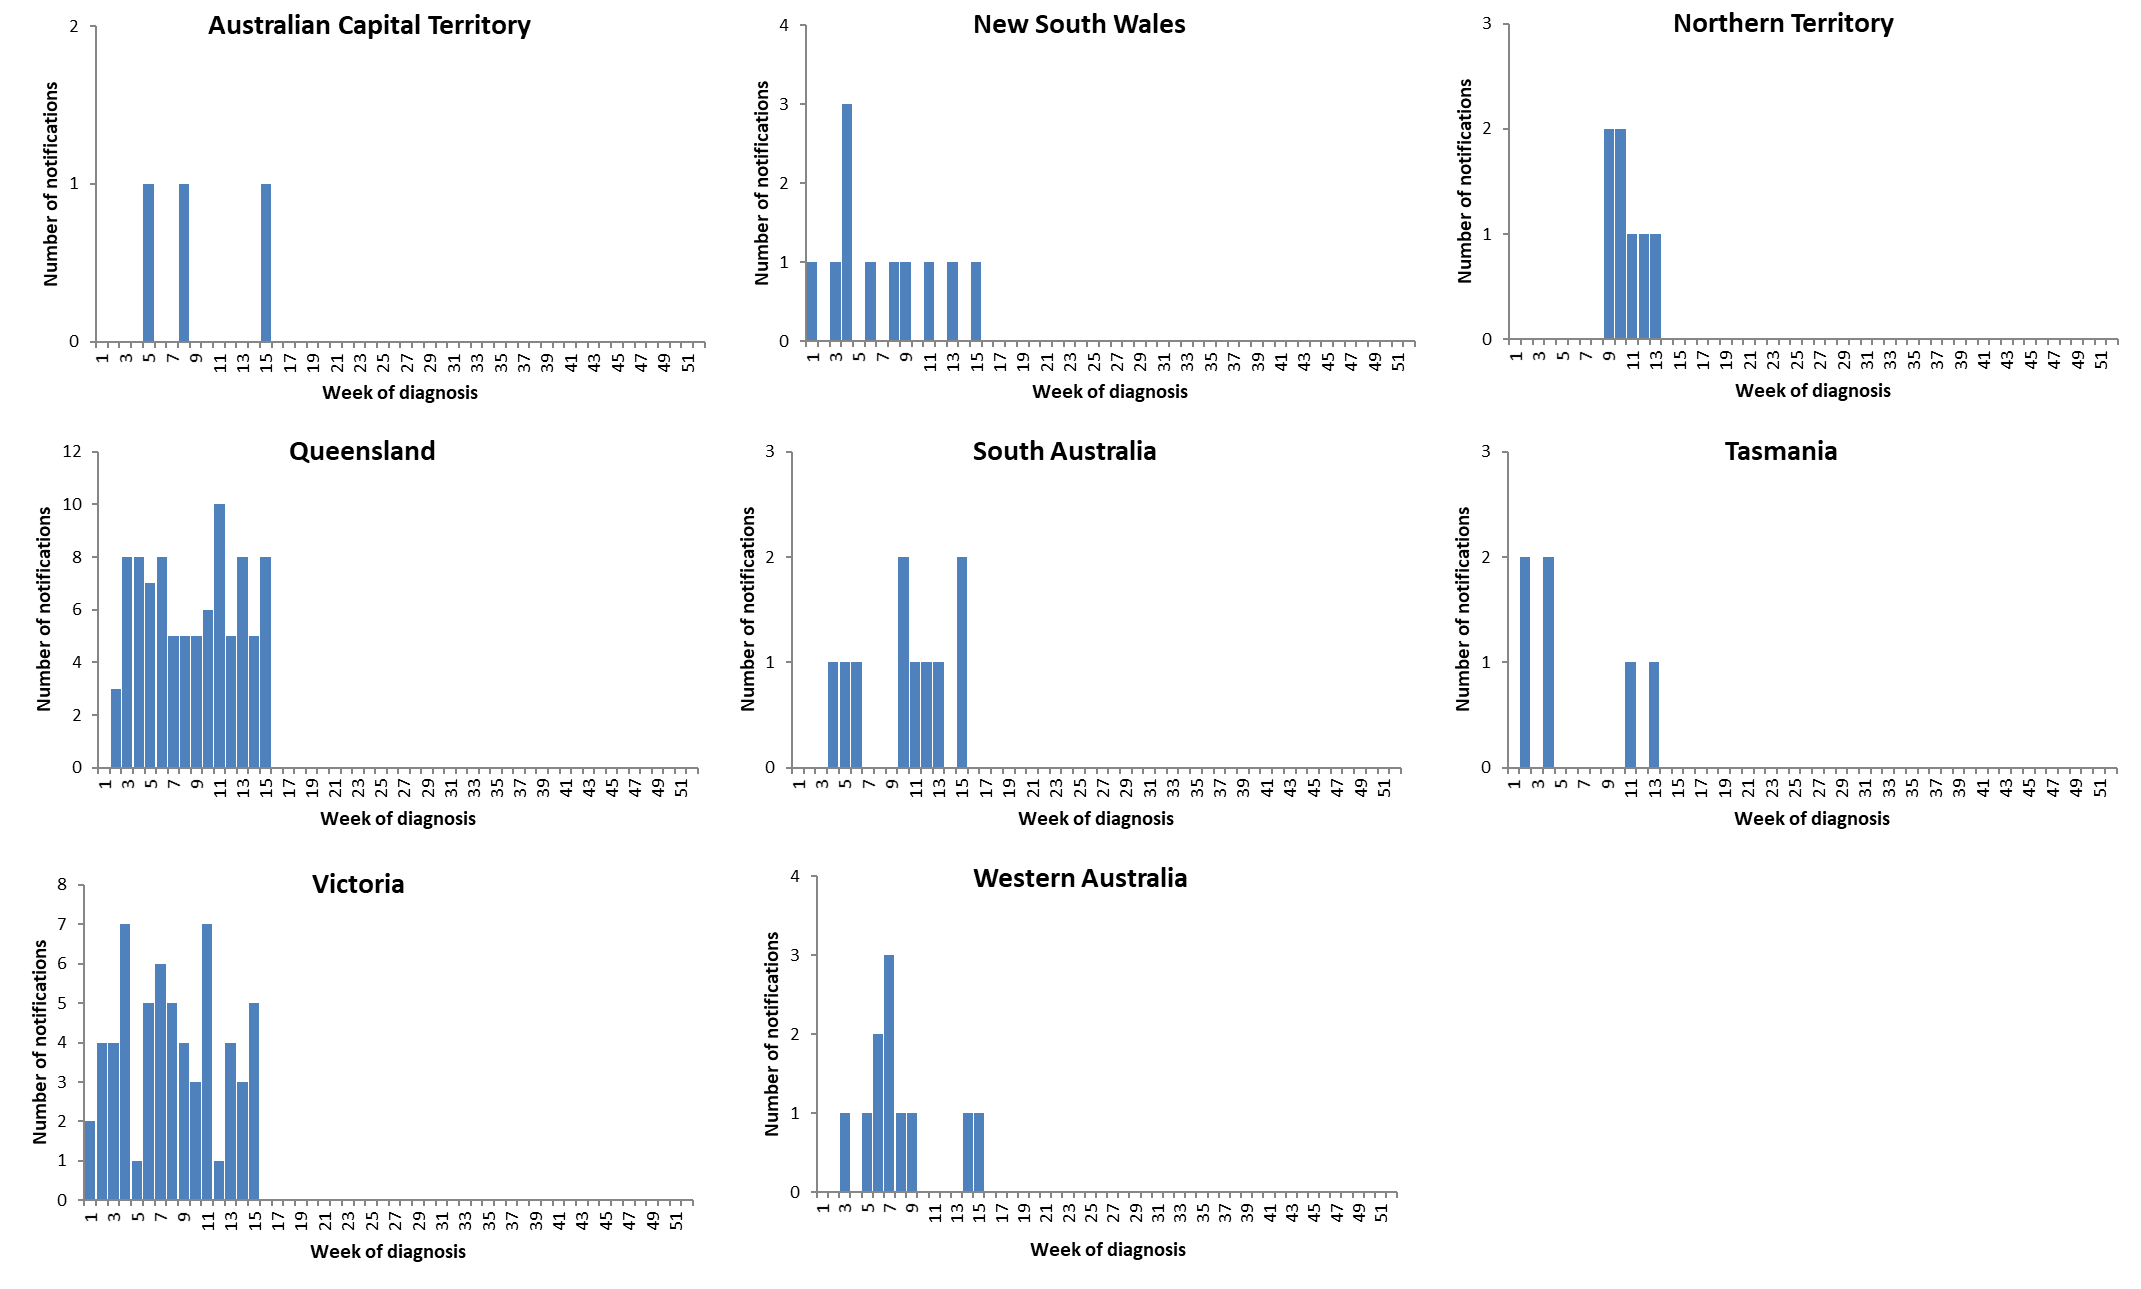 Australian Capital Territory
Number of notifications
2
1
0
1 3 5 7 9 11 13 15 17 19 21 23 25 27 29 31 33 35 37 39 41 43 45 47 49 51
Week of diagnosis
New South Wales
Number of notifications
4
3
2
1
0
1 3 5 7 9 11 13 15 17 19 21 23 25 27 29 31 33 35 37 39 41 43 45 47 49 51
Week of diagnosis
Northern Territory
Number of notifications
3
2
1
0
1 3 5 7 9 11 13 15 17 19 21 23 25 27 29 31 33 35 37 39 41 43 45 47 49 51
Week of diagnosis
Queensland
Number of notifications
12
10
8
6
4
2
0
1 3 5 7 9 11 13 15 17 19 21 23 25 27 29 31 33 35 37 39 41 43 45 47 49 51
Week of diagnosis
South Australia
Number of notifications
3
2
1
0
1 3 5 7 9 11 13 15 17 19 21 23 25 27 29 31 33 35 37 39 41 43 45 47 49 51
Week of diagnosis
Tasmania
Number of notifications
3
2
1
0
1 3 5 7 9 11 13 15 17 19 21 23 25 27 29 31 33 35 37 39 41 43 45 47 49 51
Week of diagnosis
Victoria
Number of notifications
8
7
6
5
4
3
2
1
0
1 3 5 7 9 11 13 15 17 19 21 23 25 27 29 31 33 35 37 39 41 43 45 47 49 51
Week of diagnosis
Western Australia
Number of notifications
4
3
2
1
0
1 3 5 7 9 11 13 15 17 19 21 23 25 27 29 31 33 35 37 39 41 43 45 47 49 51
Week of diagnosis